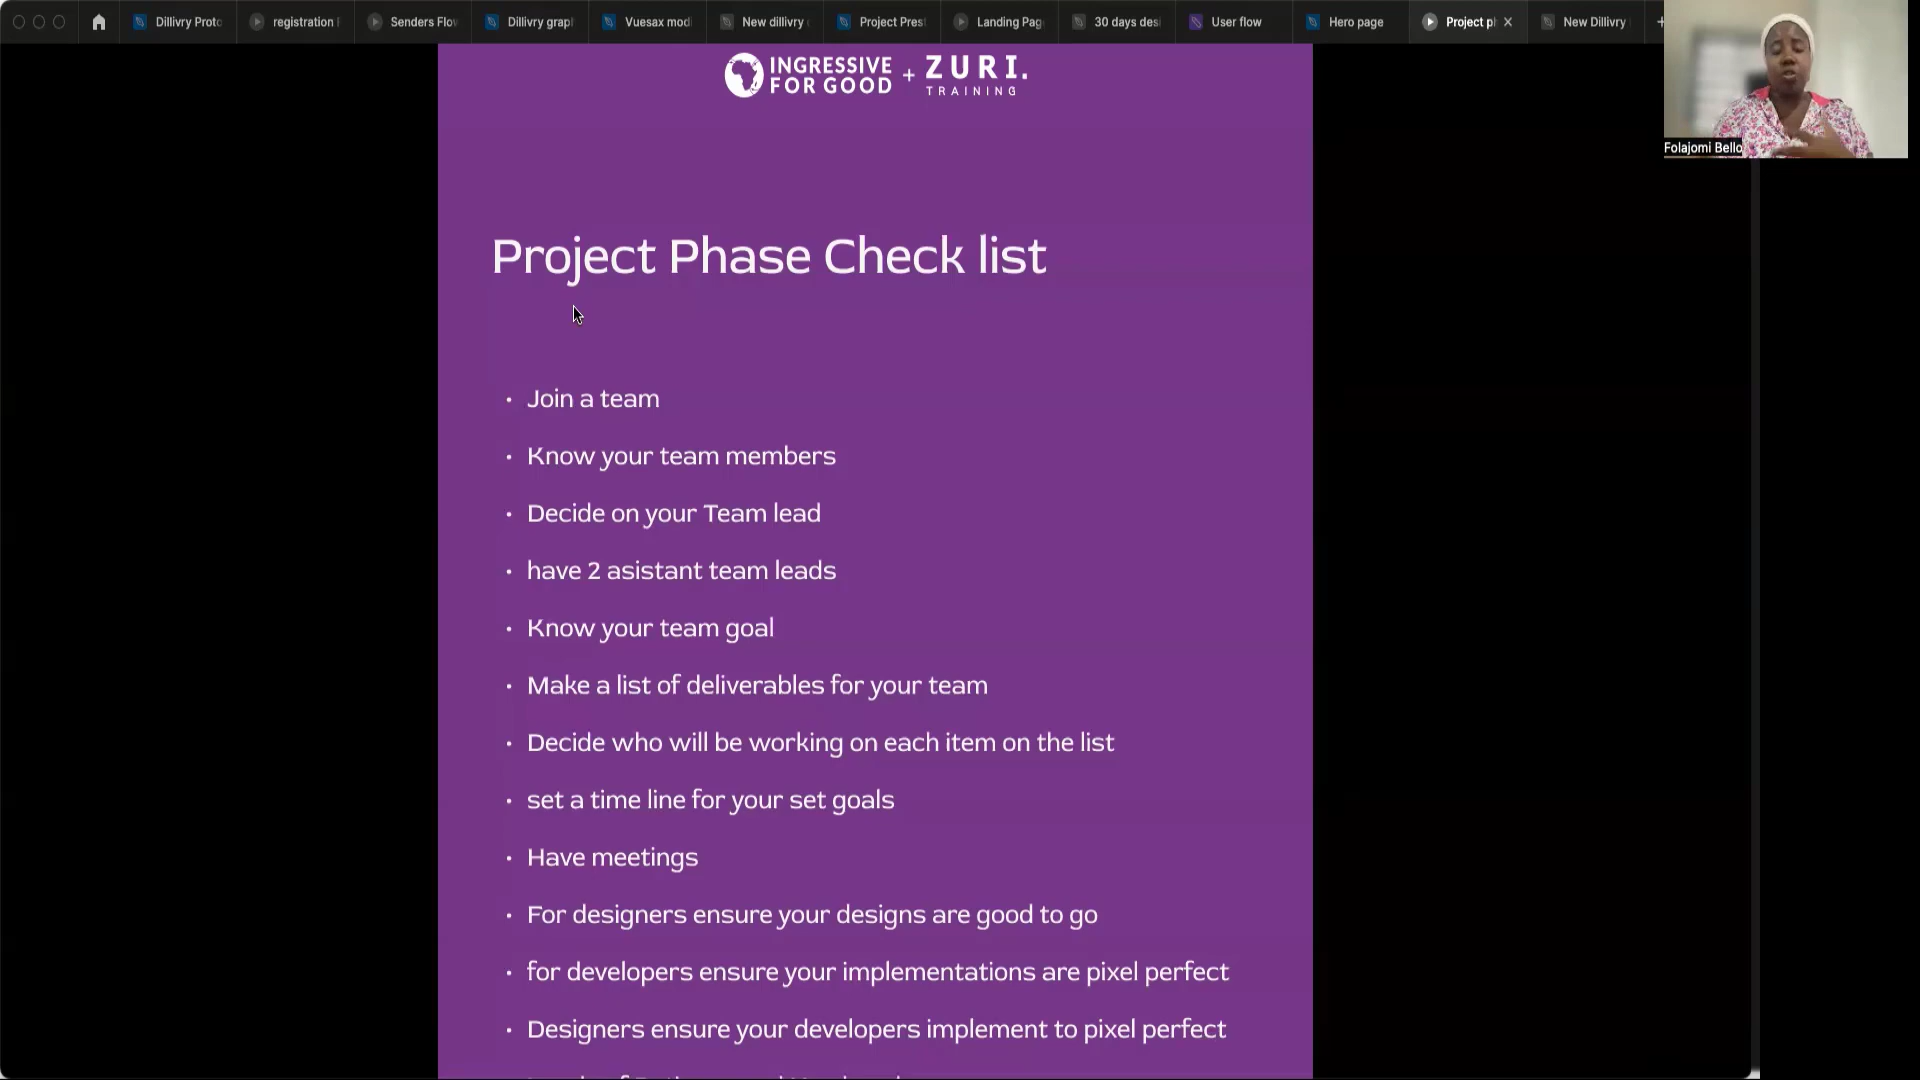 Dillivry Proto
registration
Senders Flo
Dillivry grap
Vuesax mod
New dillivry
Project Pres
Landing Pag
30 days des
User flow
Hero page
Project p
New Dillivry
INGRESSIVE
FOR GOOD
+
ZURI.
TRAINING
Folajomi Bello
Project Phase Check list
• Join a team
• Know your team members
• Decide on your Team lead
• have 2 asistant team leads
• Know your team goal
• Make a list of deliverables for your team
• Decide who will be working on each item on the list
• set a time line for your set goals
• Have meetings
• For designers ensure your designs are good to go
• for developers ensure your implementations are pixel perfect
• Designers ensure your developers implement to pixel perfect